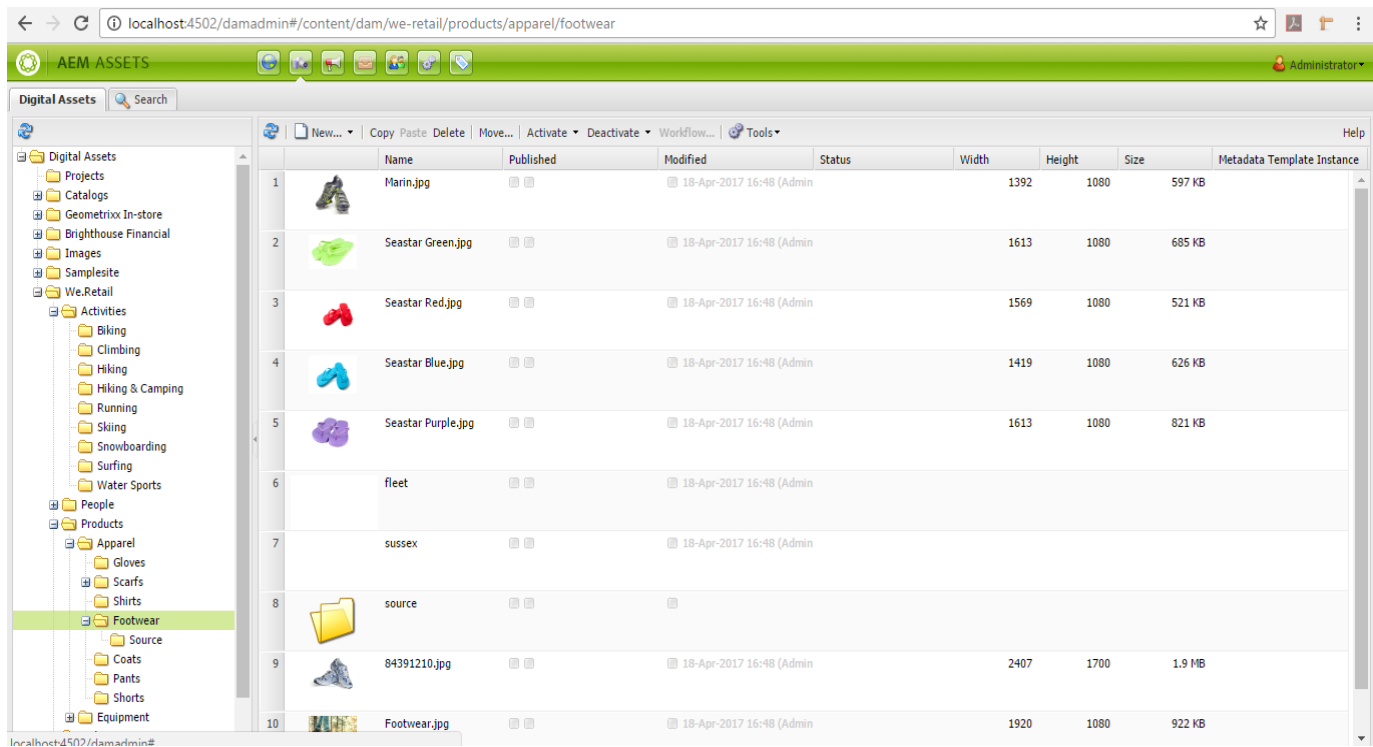 localhost:4502/damadmin#/content/dam/we-retail/products/apparel/footwear
AEM ASSETS
Administrator
Digital Assets
Search
New...
Copy Paste Delete Move... Activate Deactivate Workflow... Tools
Help
Digital Assets
Projects
Catalogs
Geometrixx In-store
Brighthouse Financial
Images
Samplesite
We.Retail
Activities
Biking
Climbing
Hiking
Hiking & Camping
Running
Skiing
Snowboarding
Surfing
Water Sports
People
Products
Apparel
Gloves
Scarfs
Shirts
Footwear
Source
Coats
Pants
Shorts
Equipment
Name Published Modified Status Width Height Size Metadata Template Instance
1 Marin.jpg 18-Apr-2017 16:48 (Admin 1392 1080 597 KB
2 Seastar Green.jpg 18-Apr-2017 16:48 (Admin 1613 1080 685 KB
3 Seastar Red.jpg 18-Apr-2017 16:48 (Admin 1569 1080 521 KB
4 Seastar Blue.jpg 18-Apr-2017 16:48 (Admin 1419 1080 626 KB
5 Seastar Purple.jpg 18-Apr-2017 16:48 (Admin 1613 1080 821 KB
6 fleet 18-Apr-2017 16:48 (Admin
7 sussex 18-Apr-2017 16:48 (Admin
8 source
9 84391210.jpg 18-Apr-2017 16:48 (Admin 2407 1700 1.9 MB
10 Footwear.jpg 18-Apr-2017 16:48 (Admin 1920 1080 922 KB
localhost:4502/damadmin#